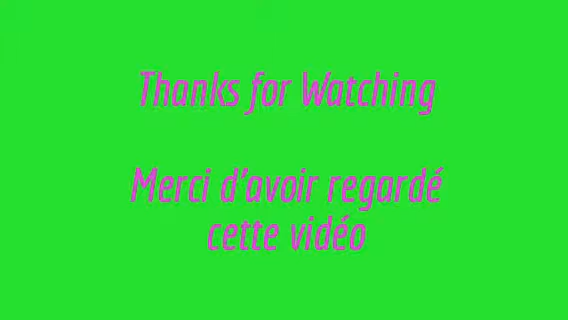 Thanks for Watching
Merci d'avoir regardé
cette vidéo